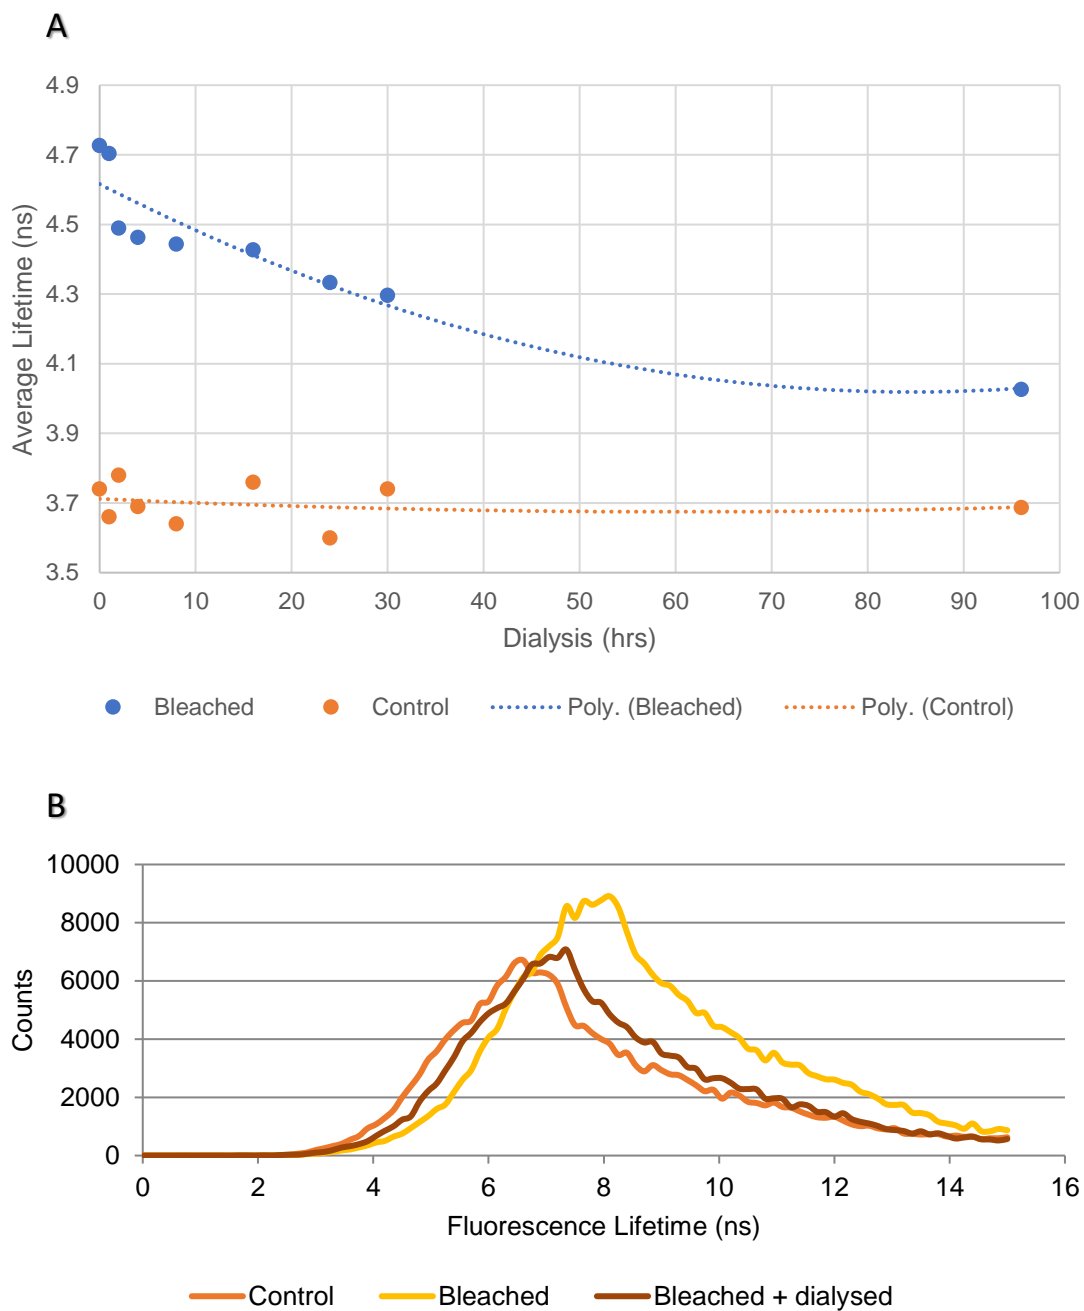 A
4.9
4.7
4.5
4.3
4.1
3.9
3.7
3.5
Average Lifetime (ns)
0 10 20 30 40 50 60 70 80 90 100
Dialysis (hrs)
Bleached Control Poly. (Bleached) Poly. (Control)
B
10000
8000
6000
4000
2000
0
Counts
0 2 4 6 8 10 12 14 16
Fluorescence Lifetime (ns)
Control Bleached Bleached + dialysed